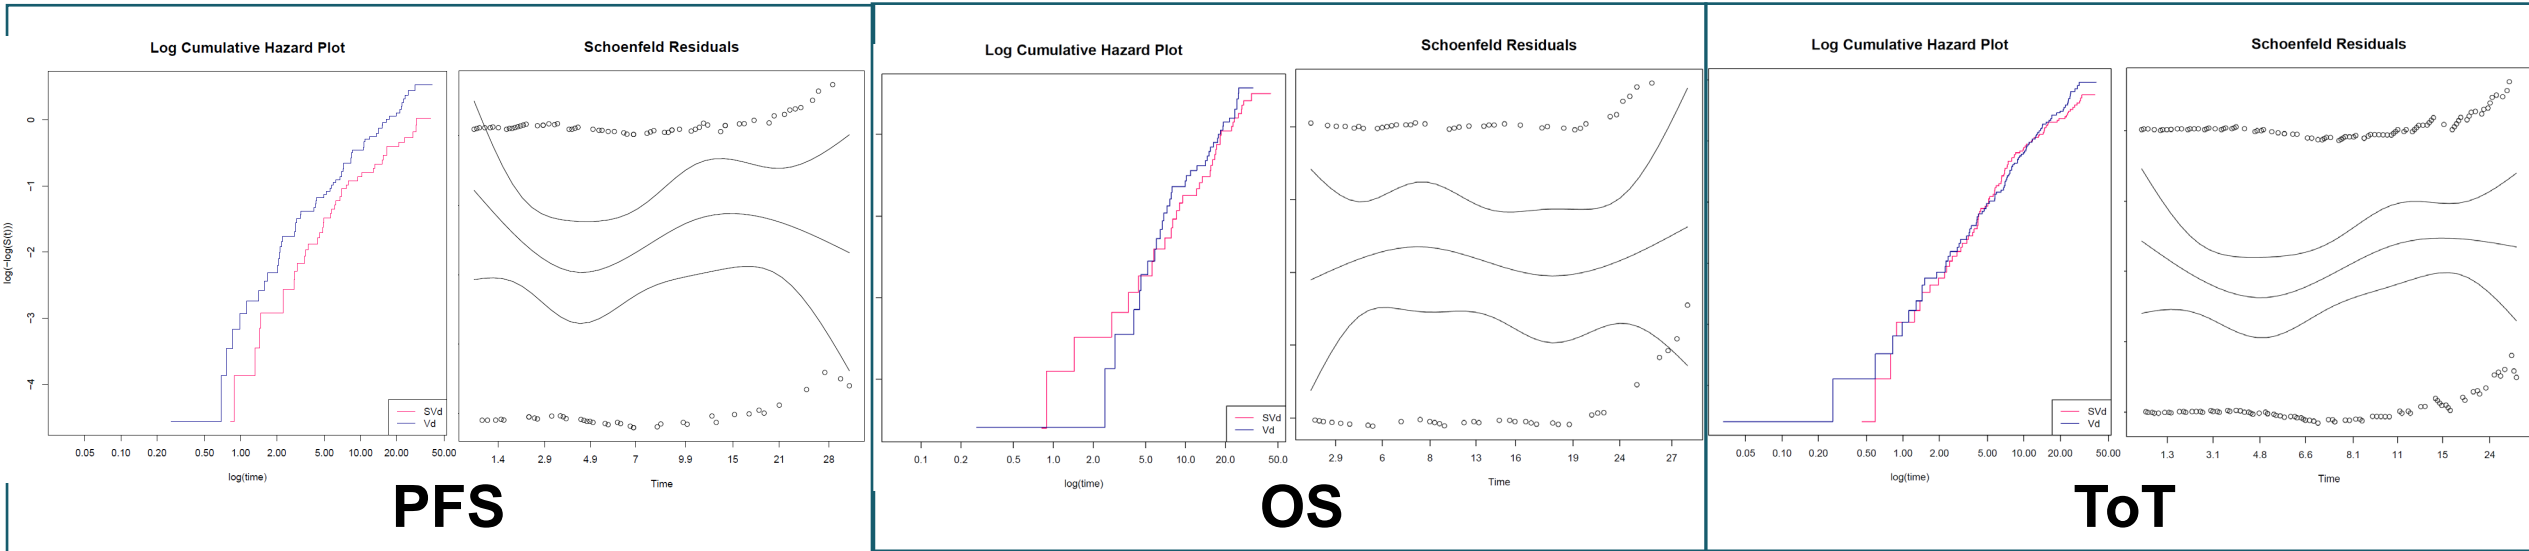 Log Cumulative Hazard Plot
log(−log(S(t)))
0
−1
−2
−3
−4
SVd
Vd
0.05 0.10 0.20 0.50 1.00 2.00 5.00 10.00 20.00 50.00
log(time)
Schoenfeld Residuals
1.4 2.9 4.9 7 9.9 15 21 28
Time
PFS
Log Cumulative Hazard Plot
SVd
Vd
0.1 0.2 0.5 1.0 2.0 5.0 10.0 20.0 50.0
log(time)
Schoenfeld Residuals
2.9 6 8 13 16 19 24 27
Time
OS
Log Cumulative Hazard Plot
SVd
Vd
0.05 0.10 0.20 0.50 1.00 2.00 5.00 10.00 20.00 50.00
log(time)
Schoenfeld Residuals
1.3 3.1 4.8 6.6 8.1 11 15 24
Time
ToT